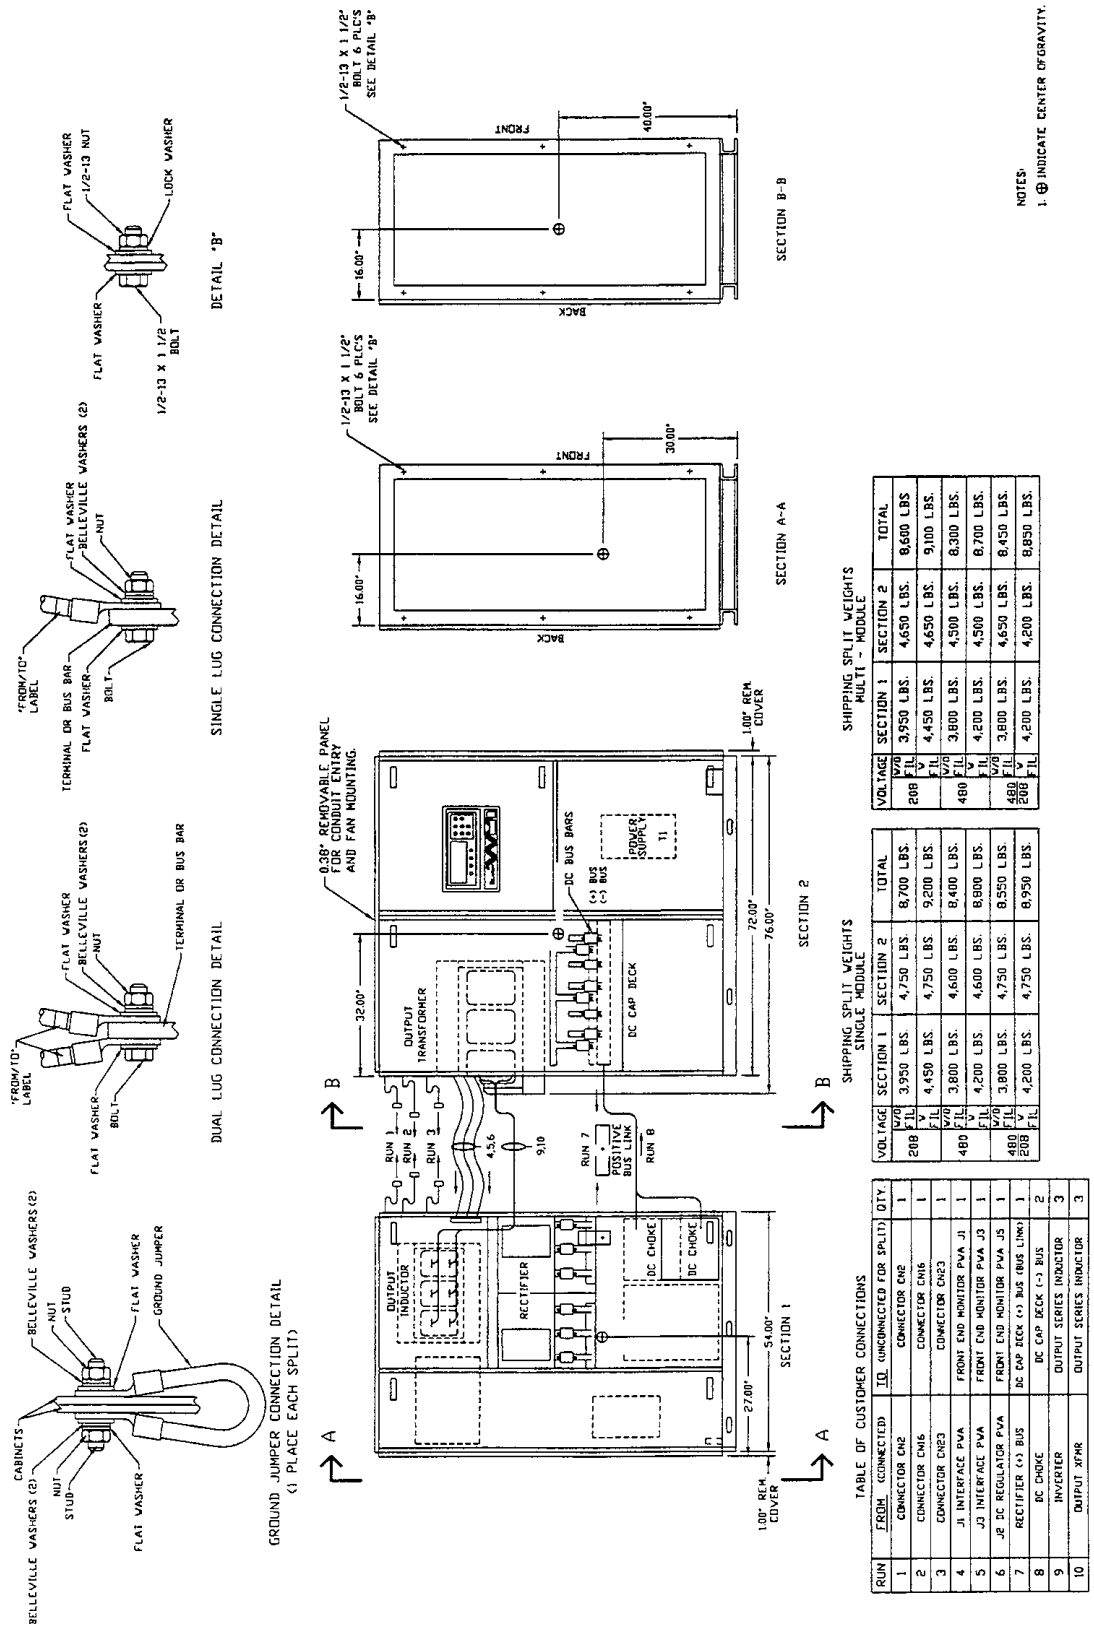 CABINETS
BELLEVILLE WASHERS (2)
BELLEVILLE WASHERS (2)
NUT
STUD
NUT
STUD
FLAT WASHER
FLAT WASHER
GROUND JUMPER
GROUND JUMPER CONNECTION DETAIL
(1 PLACE EACH SPLIT)
"FROM/TO"
LABEL
FLAT WASHER
BELLEVILLE WASHERS(2)
NUT
FLAT WASHER
BOLT
TERMINAL OR BUS BAR
DUAL LUG CONNECTION DETAIL
"FROM/TO"
LABEL
TERMINAL OR BUS BAR
FLAT WASHER
BOLT
FLAT WASHER
BELLEVILLE WASHERS (2)
NUT
SINGLE LUG CONNECTION DETAIL
FLAT WASHER
FLAT WASHER
1/2-13 NUT
LOCK WASHER
1/2-13 X 1 1/2
BOLT
DETAIL "B"
A
A
B
B
1.00" REM.
COVER
OUTPUT
INDUCTOR
RECTIFIER
DC CHOKE
DC CHOKE
27.00"
54.00"
SECTION 1
RUN 1
RUN 2
RUN 3
4,5,6
9,10
RUN 7
POSITIVE
BUS LINK
RUN 8
32.00"
0.38" REMOVABLE PANEL
FOR CONDUIT ENTRY
AND FAN MOUNTING.
OUTPUT
TRANSFORMER
DC CAP DECK
DC BUS BARS
(+) BUS
(-) BUS
POWER
SUPPLY
T1
72.00"
76.00"
1.00" REM.
COVER
SECTION 2
1/2-13 X 1 1/2"
BOLT 6 PLC'S
SEE DETAIL "B"
16.00"
BACK
FRONT
30.00"
SECTION A-A
1/2-13 X 1 1/2"
BOLT 6 PLC'S
SEE DETAIL "B"
16.00"
BACK
FRONT
40.00"
SECTION B-B
TABLE OF CUSTOMER CONNECTIONS
RUN FROM (CONNECTED) TO (UNCONNECTED FOR SPLIT) QTY.
1 CONNECTOR CN2 CONNECTOR CN2 1
2 CONNECTOR CN16 CONNECTOR CN16 1
3 CONNECTOR CN23 CONNECTOR CN23 1
4 J1 INTERFACE PWA FRONT END MONITOR PWA J1 1
5 J3 INTERFACE PWA FRONT END MONITOR PWA J3 1
6 J2 DC REGULATOR PWA FRONT END MONITOR PWA J5 1
7 RECTIFIER (+) BUS DC CAP DECK (+) BUS (BUS LINK) 1
8 DC CHOKE DC CAP DECK (-) BUS 2
9 INVERTER OUTPUT SERIES INDUCTOR 3
10 OUTPUT XFMR OUTPUT SERIES INDUCTOR 3
SHIPPING SPLIT WEIGHTS
SINGLE MODULE
VOLTAGE SECTION 1 SECTION 2 TOTAL
208 W/O FIL 3,950 LBS. 4,750 LBS. 8,700 LBS.
W FIL 4,450 LBS. 4,750 LBS. 9,200 LBS.
480 W/O FIL 3,800 LBS. 4,600 LBS. 8,400 LBS.
W FIL 4,200 LBS. 4,600 LBS. 8,800 LBS.
480 208 W/O FIL 3,800 LBS. 4,750 LBS. 8,550 LBS.
W FIL 4,200 LBS. 4,750 LBS. 8,950 LBS.
SHIPPING SPLIT WEIGHTS
MULTI - MODULE
VOLTAGE SECTION 1 SECTION 2 TOTAL
208 W/O FIL 3,950 LBS. 4,650 LBS. 8,600 LBS
W FIL 4,450 LBS. 4,650 LBS. 9,100 LBS.
480 W/O FIL 3,800 LBS. 4,500 LBS. 8,300 LBS.
W FIL 4,200 LBS. 4,500 LBS. 8,700 LBS.
480 208 W/O FIL 3,800 LBS. 4,650 LBS. 8,450 LBS.
W FIL 4,200 LBS. 4,200 LBS. 8,850 LBS.
NOTES:
1. ⊕ INDICATE CENTER OFGRAVITY.